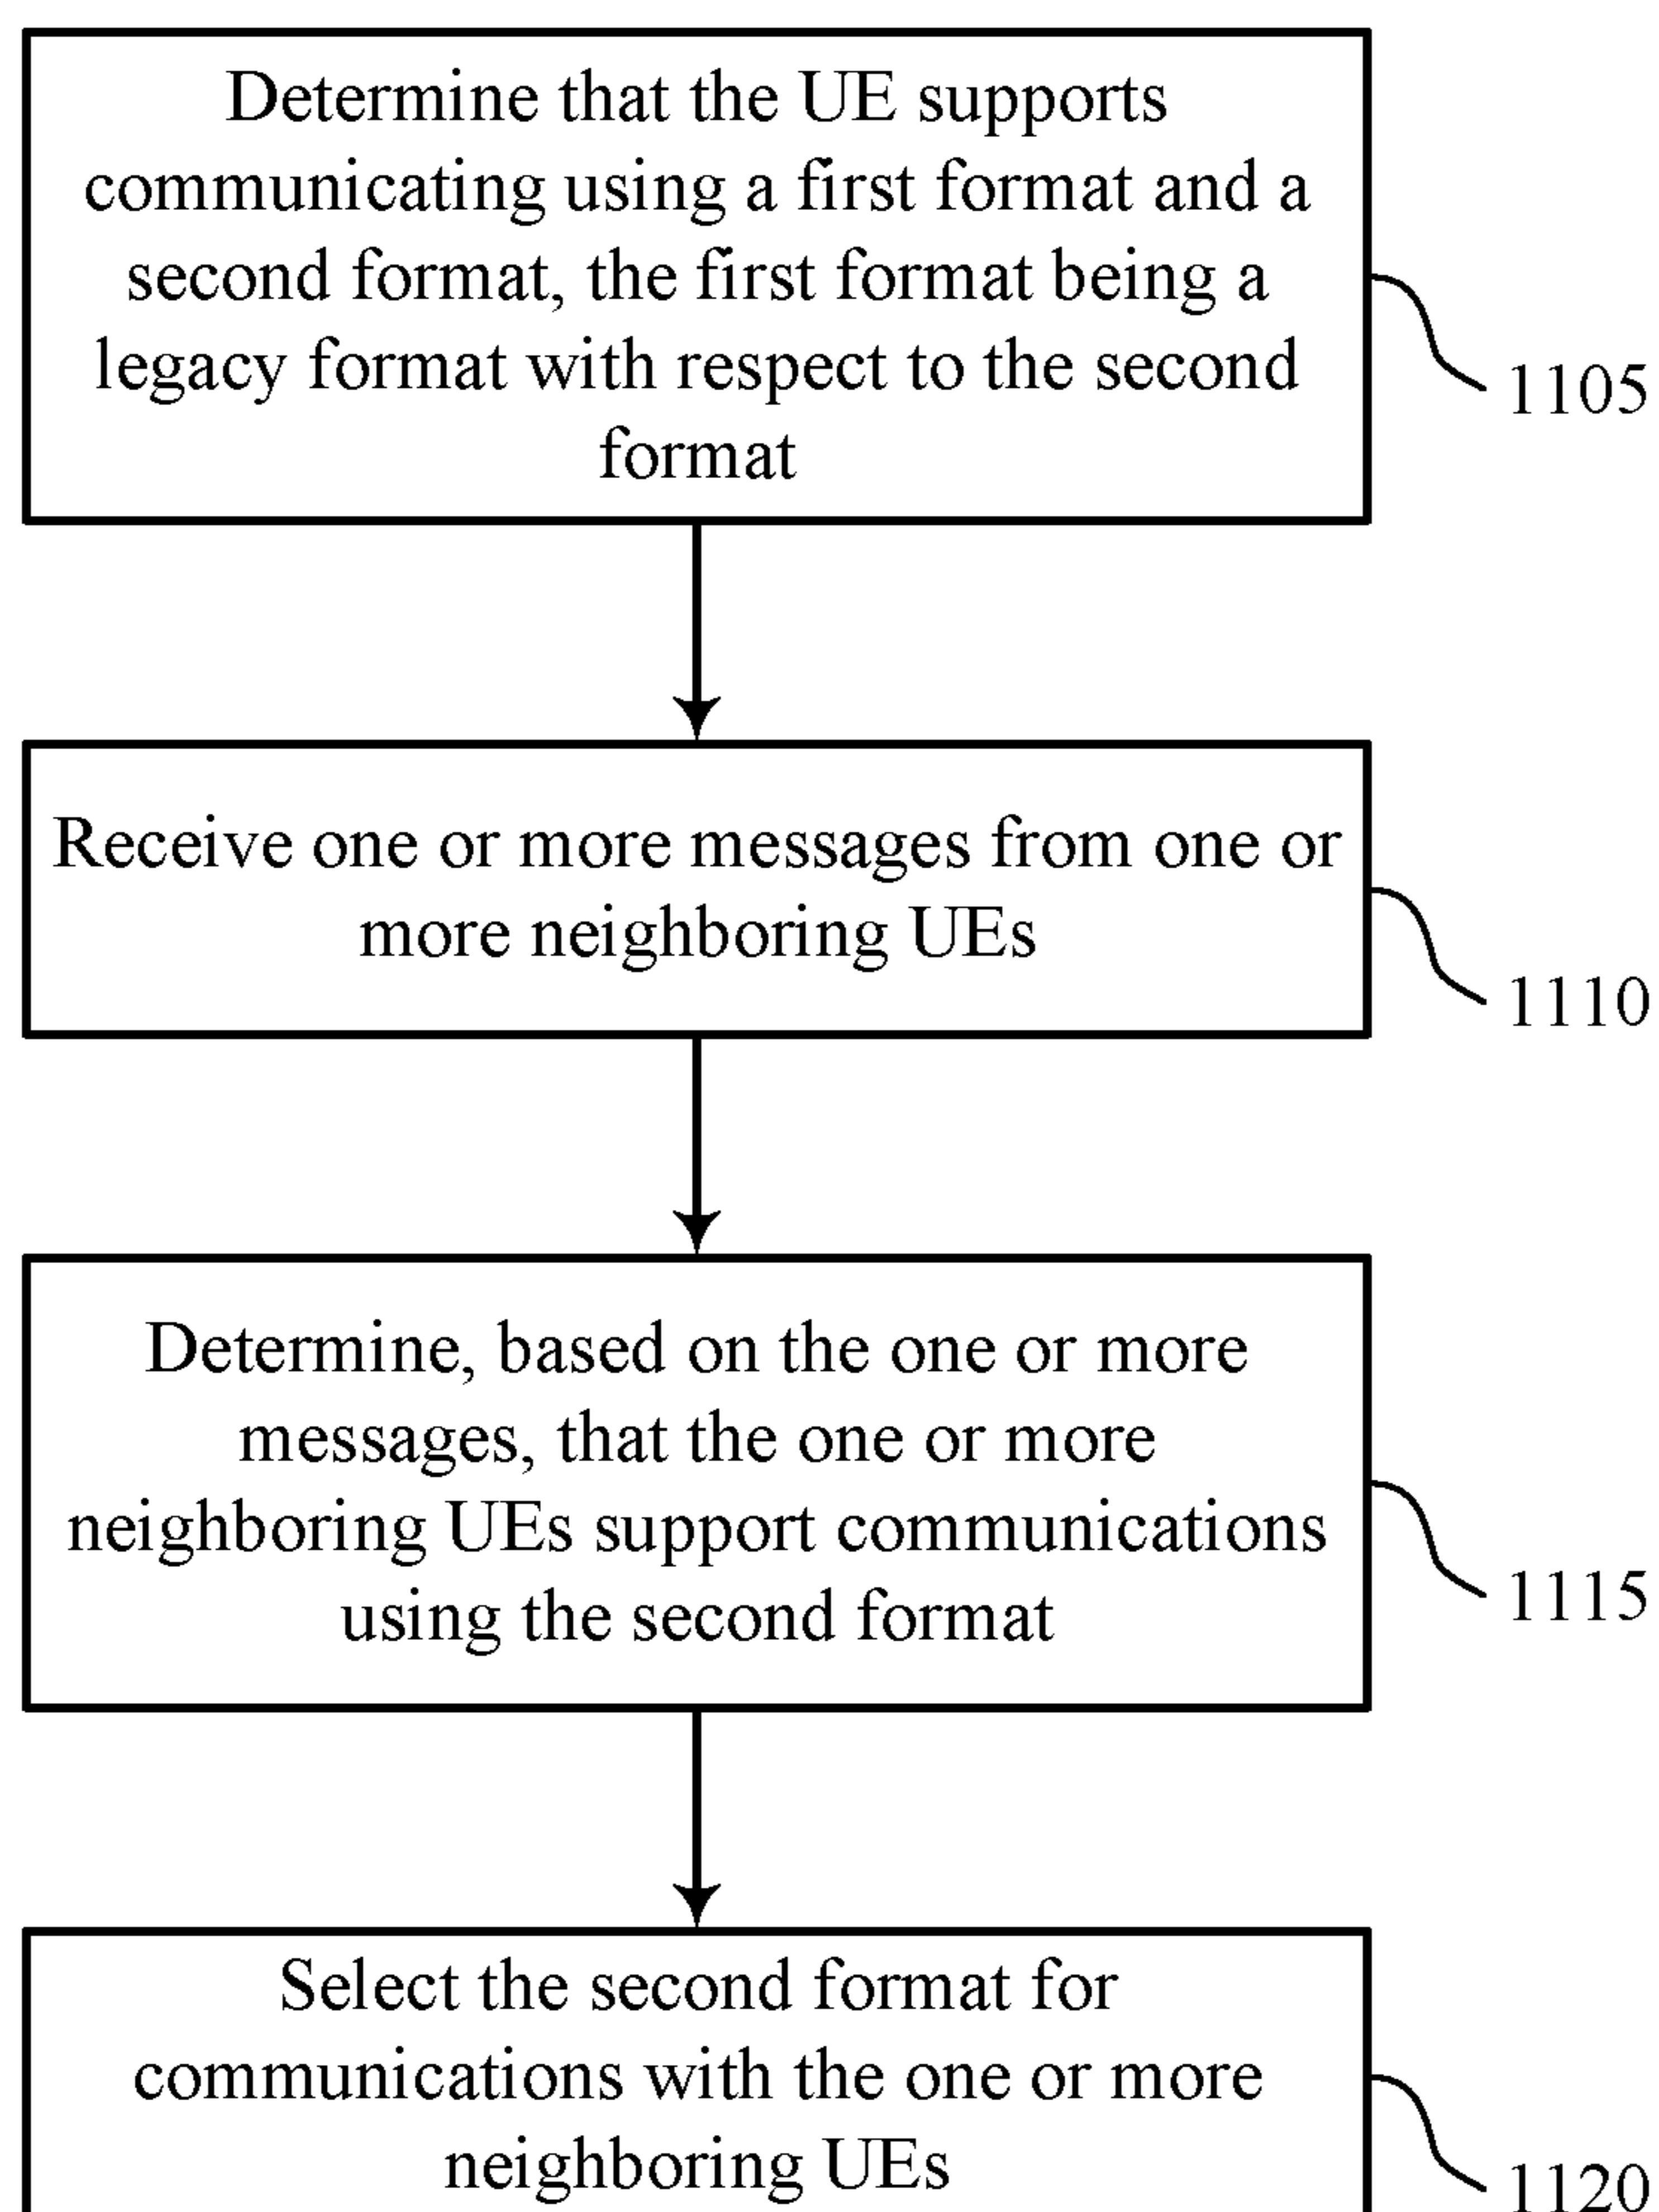 Determine that the UE supports
communicating using a first format and a
second format, the first format being a
legacy format with respect to the second
format
1105
Receive one or more messages from one or
more neighboring UEs
1110
Determine, based on the one or more
messages, that the one or more
neighboring UEs support communications
using the second format
1115
Select the second format for
communications with the one or more
neighboring UEs
1120